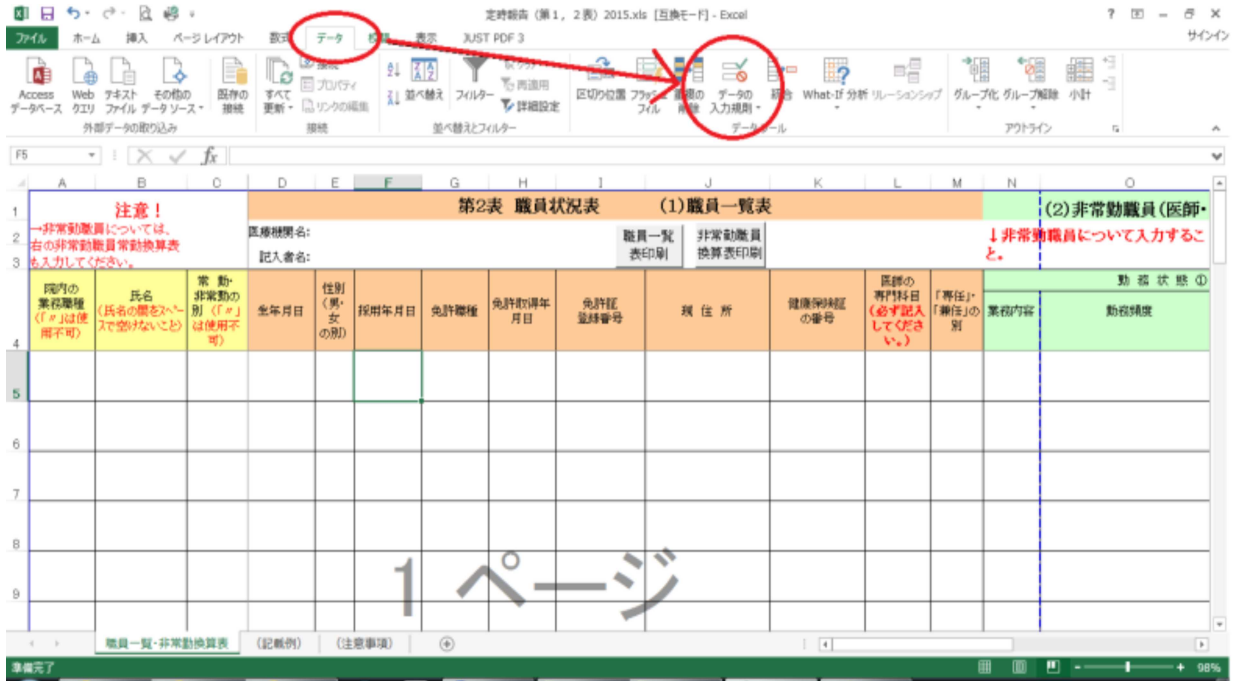 定時報告（第１，２表）2015.xls [互換モード] - Excel
サインイン
ファイル ホーム 挿入 ページ レイアウト 数式 データ 表示 JUST PDF 3
Access データベース
Web クエリ
テキスト ファイル
その他の データ ソース
既存の 接続
すべて 更新
プロパティ
リンクの編集
並べ替え
フィルター
再適用
詳細設定
区切り位置
データの 入力規則
What-If 分析
リレーションシップ
グループ化
グループ解除
小計
外部データの取り込み
接続
並べ替えとフィルター
アウトライン
F5
fx
A B C D E F G H I J K L M N O
1
注意！
第2表 職員状況表 (1)職員一覧表
(2)非常勤職員(医師・
2
→非常勤職員については、
右の非常勤職員常勤換算表
も入力してください。
医療機関名:
職員一覧
表印刷
非常勤職員
換算表印刷
↓非常勤職員について入力するこ
と。
3
記入者名:
4
院内の
業務職種
(「〃」は使
用不可)
氏名
(氏名の間をスペー
スで空けないこと)
常 勤・
非常勤の
別（「〃」
は使用不
可)
生年月日
性別
(男・
女
の別)
採用年月日
免許職種
免許取得年
月日
免許証
登録番号
現 住 所
健康保険証
の番号
医師の
専門科目
(必ず記入
してくださ
い。)
「専任」・
「兼任」の
別
勤 務 状 態 ①
業務内容
勤務頻度
5
6
7
8
9
1 ページ
職員一覧・非常勤換算表 （記載例） （注意事項）
準備完了
98%